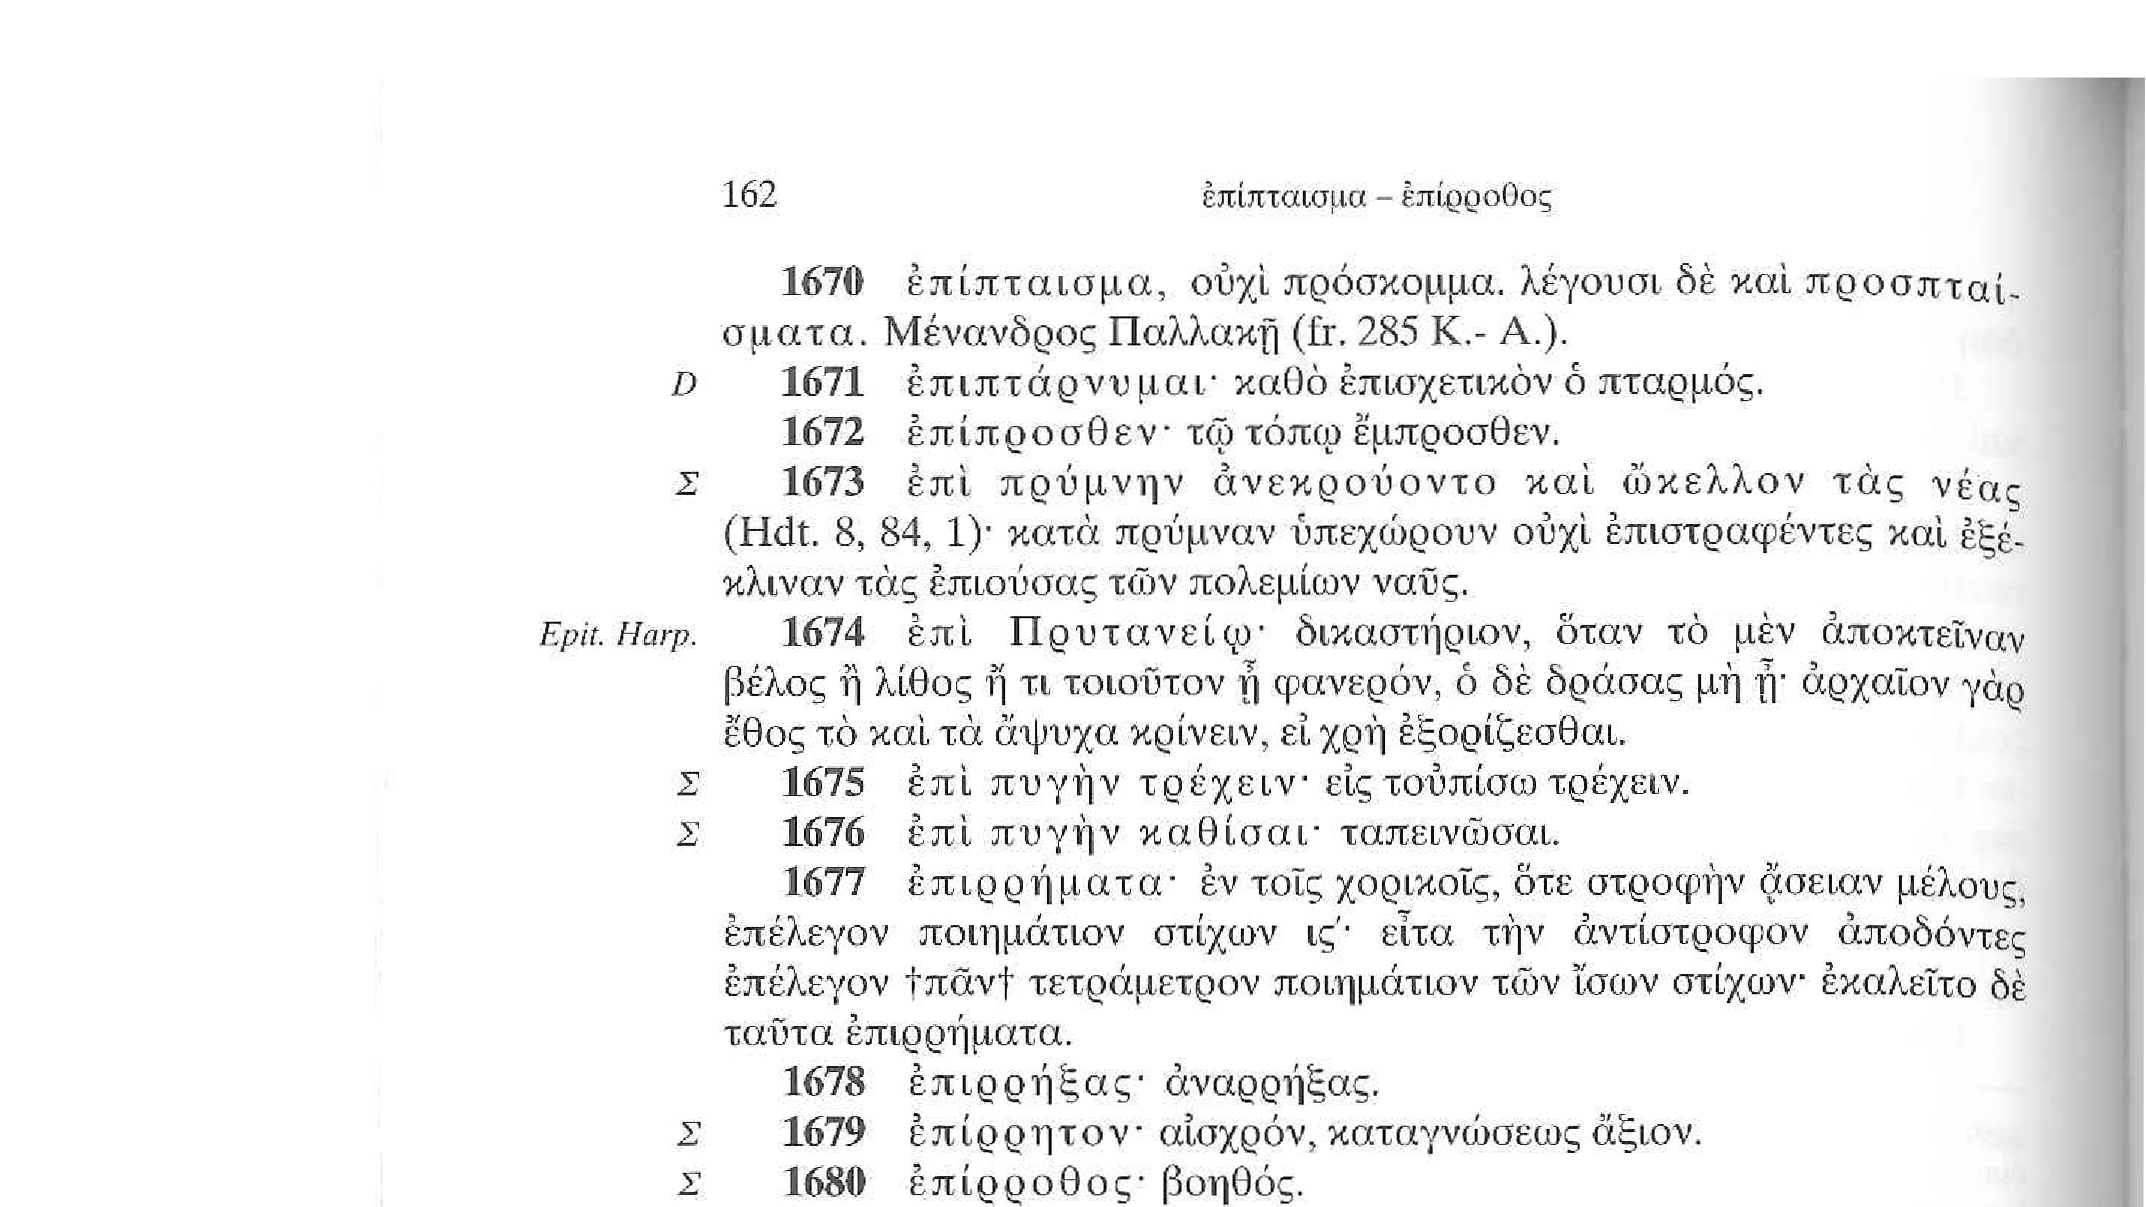 162 ἐπίπταισμα – ἐπίρροθος
1670 ἐπίπταισμα, οὐχὶ πρόσκομμα. λέγουσι δὲ καὶ προσπταί-
σματα. Μένανδρος Παλλακῇ (fr. 285 K.- A.).
D 1671 ἐπιπτάρνυμαι· καθὸ ἐπισχετικὸν ὁ πταρμός.
1672 ἐπίπροσθεν· τῷ τόπῳ ἔμπροσθεν.
Σ 1673 ἐπὶ πρύμνην ἀνεκρούοντο καὶ ὤκελλον τὰς νέας
(Hdt. 8, 84, 1)· κατὰ πρύμναν ὑπεχώρουν οὐχὶ ἐπιστραφέντες καὶ ἐξέ-
κλιναν τὰς ἐπιούσας τῶν πολεμίων ναῦς.
Epit. Harp. 1674 ἐπὶ Πρυτανείῳ· δικαστήριον, ὅταν τὸ μὲν ἀποκτεῖναν
βέλος ἢ λίθος ἤ τι τοιοῦτον ᾖ φανερόν, ὁ δὲ δράσας μὴ ᾖ· ἀρχαῖον γὰρ
ἔθος τὸ καὶ τὰ ἄψυχα κρίνειν, εἰ χρὴ ἐξορίζεσθαι.
Σ 1675 ἐπὶ πυγὴν τρέχειν· εἰς τοὐπίσω τρέχειν.
Σ 1676 ἐπὶ πυγὴν καθίσαι· ταπεινῶσαι.
1677 ἐπιρρήματα· ἐν τοῖς χορικοῖς, ὅτε στροφὴν ᾄσειαν μέλους,
ἐπέλεγον ποιημάτιον στίχων ις′· εἶτα τὴν ἀντίστροφον ἀποδόντες
ἐπέλεγον †πᾶν† τετράμετρον ποιημάτιον τῶν ἴσων στίχων· ἐκαλεῖτο δὲ
ταῦτα ἐπιρρήματα.
1678 ἐπιρρήξας· ἀναρρήξας.
Σ 1679 ἐπίρρητον· αἰσχρόν, καταγνώσεως ἄξιον.
Σ 1680 ἐπίρροθος· βοηθός.